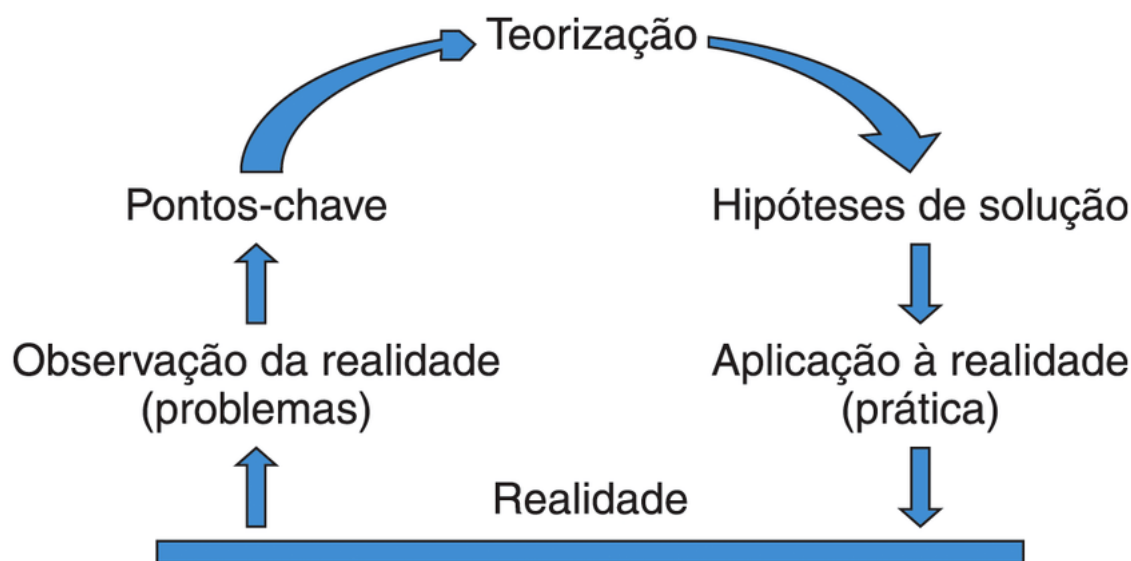 Teorização
Pontos-chave
Hipóteses de solução
Observação da realidade
(problemas)
Aplicação à realidade
(prática)
Realidade